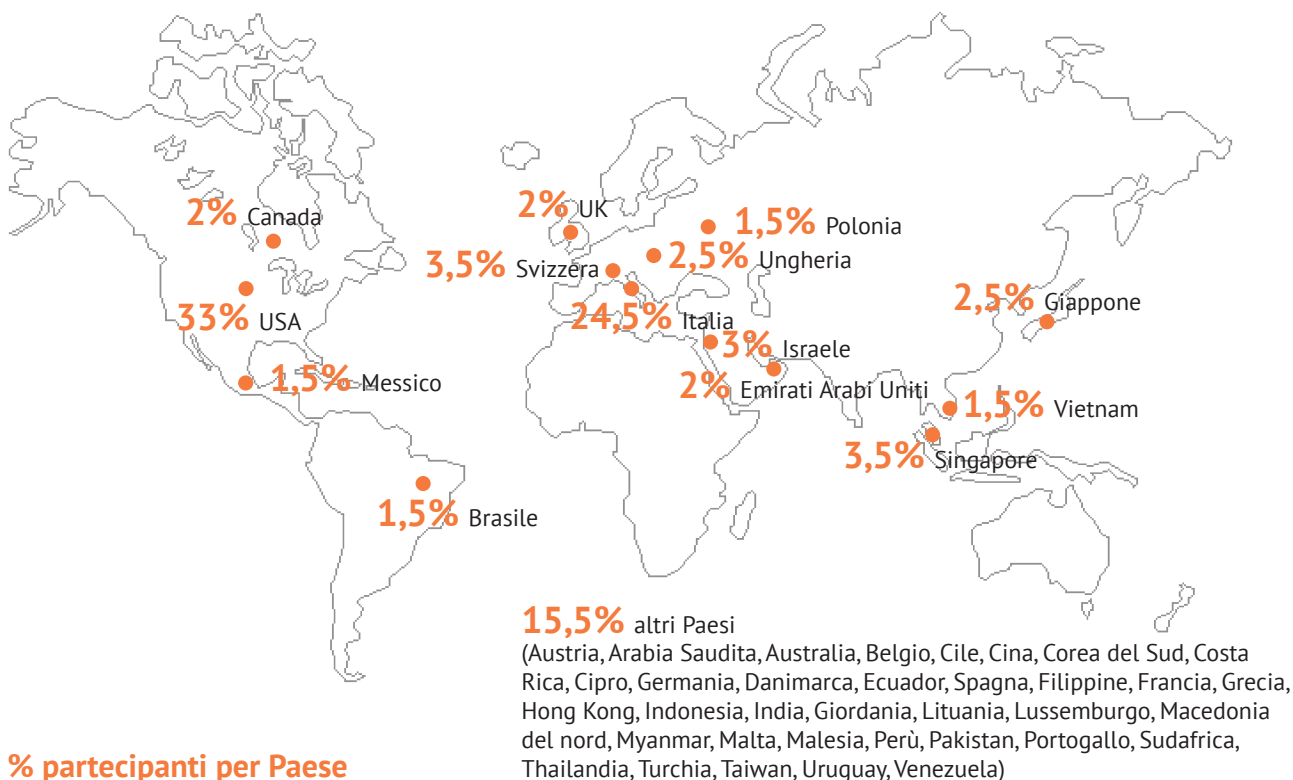 2% Canada
2% UK
1,5% Polonia
3,5% Svizzera
2,5% Ungheria
33% USA
24,5% Italia
2,5% Giappone
3% Israele
1,5% Messico
2% Emirati Arabi Uniti
1,5% Vietnam
3,5% Singapore
1,5% Brasile
15,5% altri Paesi
(Austria, Arabia Saudita, Australia, Belgio, Cile, Cina, Corea del Sud, Costa
Rica, Cipro, Germania, Danimarca, Ecuador, Spagna, Filippine, Francia, Grecia,
Hong Kong, Indonesia, India, Giordania, Lituania, Lussemburgo, Macedonia
del nord, Myanmar, Malta, Malesia, Perù, Pakistan, Portogallo, Sudafrica,
Thailandia, Turchia, Taiwan, Uruguay, Venezuela)
% partecipanti per Paese